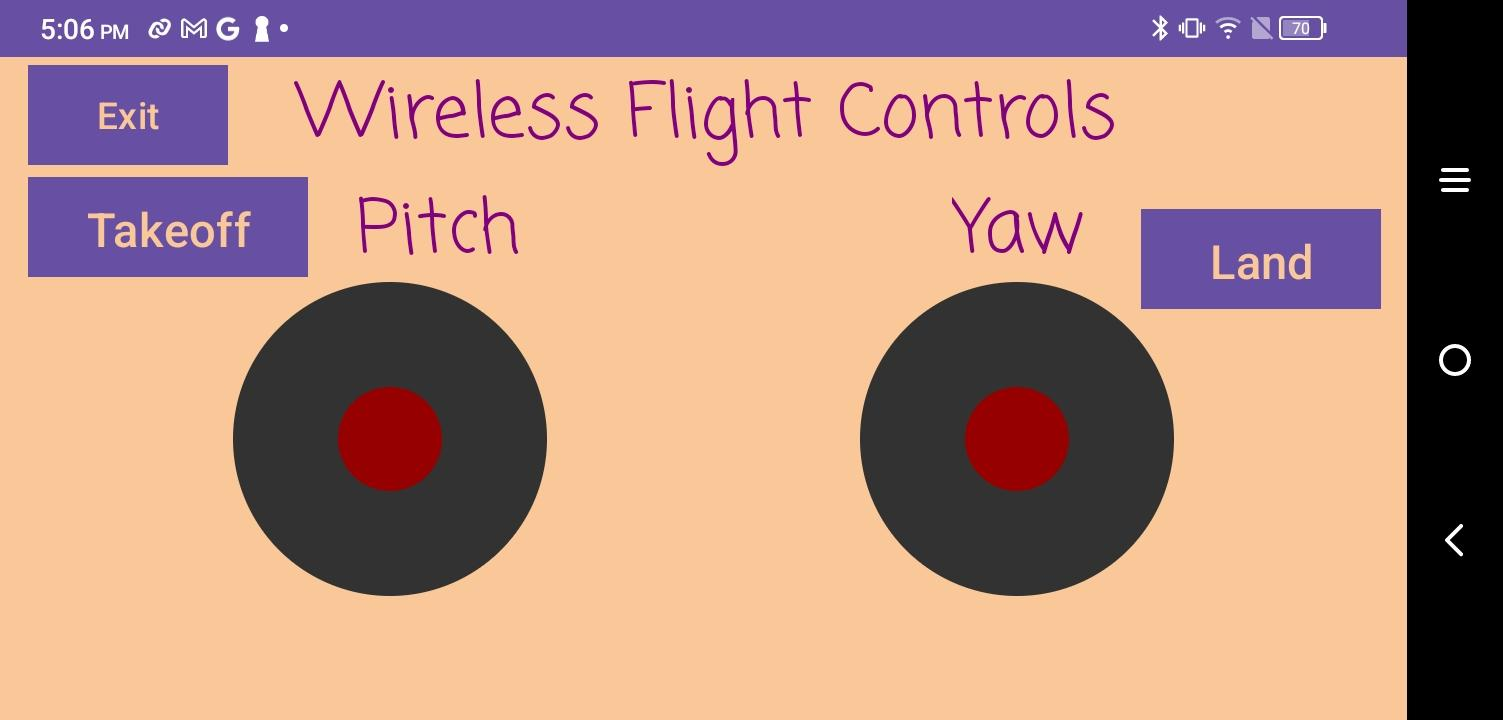 5:06 PM 70
Exit
Wireless Flight Controls
Takeoff
Pitch
Yaw
Land